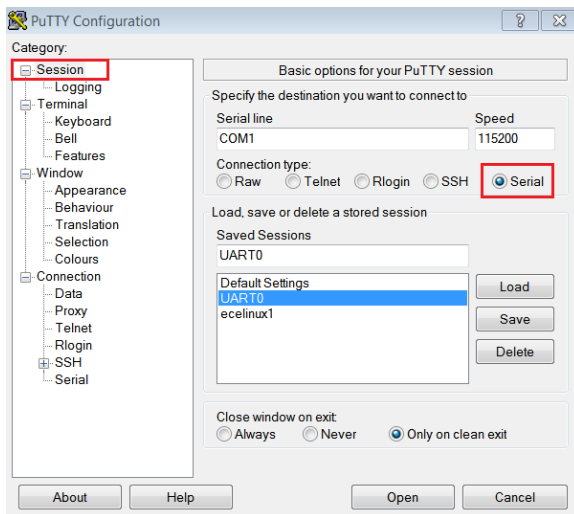 PuTTY Configuration
Category:
Session
Logging
Terminal
Keyboard
Bell
Features
Window
Appearance
Behaviour
Translation
Selection
Colours
Connection
Data
Proxy
Telnet
Rlogin
SSH
Serial
Basic options for your PuTTY session
Specify the destination you want to connect to
Serial line Speed
COM1 115200
Connection type:
Raw Telnet Rlogin SSH Serial
Load, save or delete a stored session
Saved Sessions
UART0
Default Settings
UART0
ecelinux1
Load
Save
Delete
Close window on exit:
Always Never Only on clean exit
About Help Open Cancel